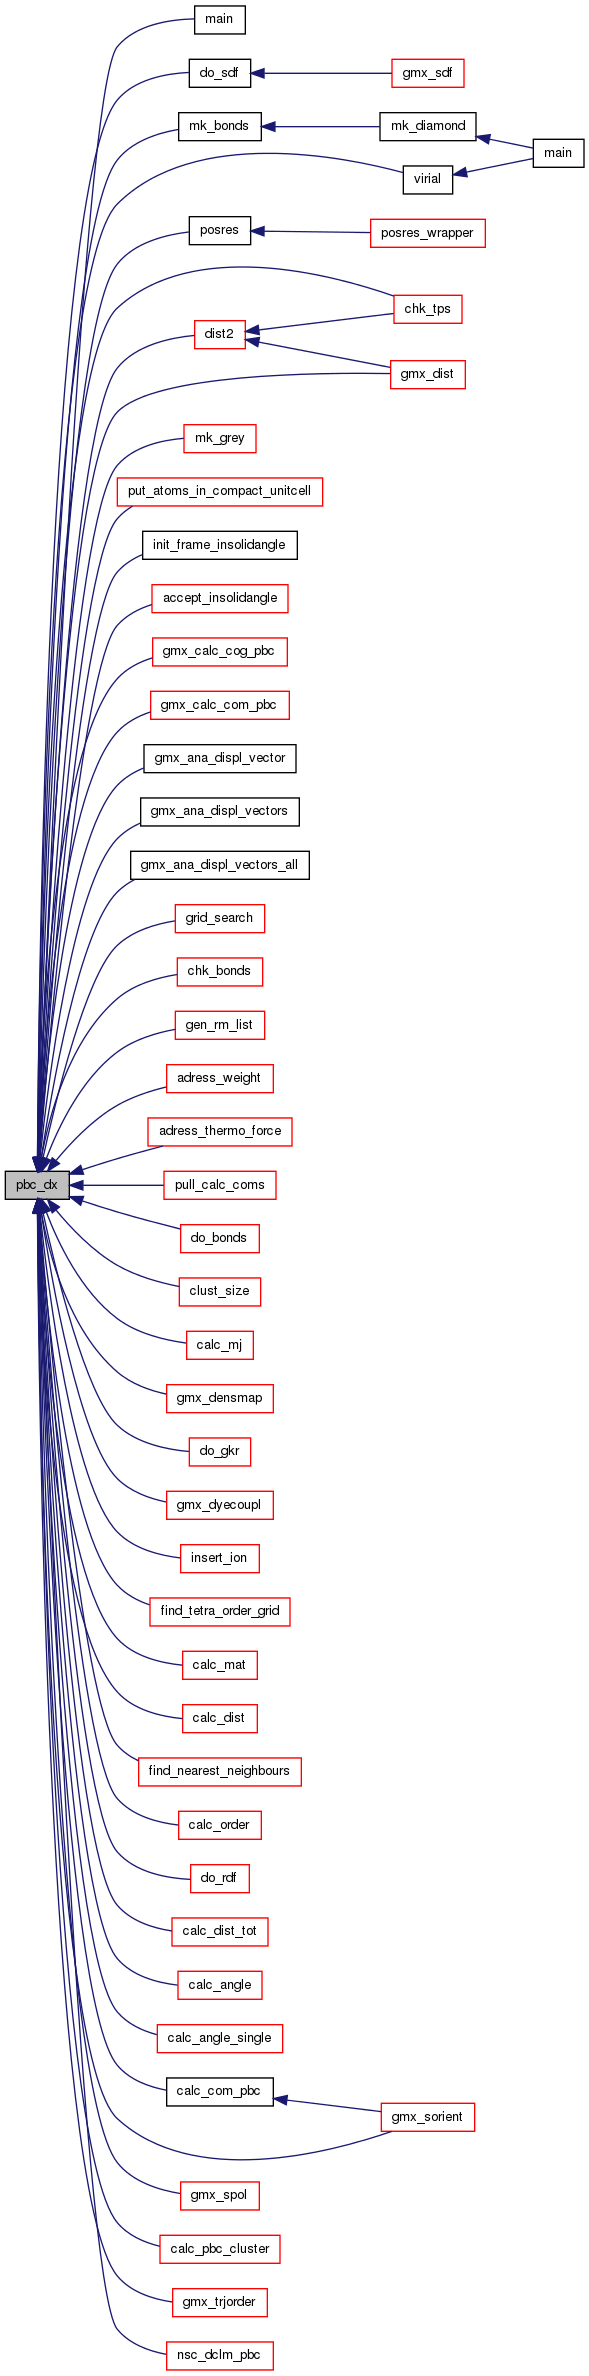 main
do_sdf
gmx_sdf
mk_bonds
mk_diamond
main
virial
posres
posres_wrapper
chk_tps
dist2
gmx_dist
mk_grey
put_atoms_in_compact_unitcell
init_frame_insolidangle
accept_insolidangle
gmx_calc_cog_pbc
gmx_calc_com_pbc
gmx_ana_displ_vector
gmx_ana_displ_vectors
gmx_ana_displ_vectors_all
grid_search
chk_bonds
gen_rm_list
adress_weight
adress_thermo_force
pbc_dx
pull_calc_coms
do_bonds
clust_size
calc_mj
gmx_densmap
do_gkr
gmx_dyecoupl
insert_ion
find_tetra_order_grid
calc_mat
calc_dist
find_nearest_neighbours
calc_order
do_rdf
calc_dist_tot
calc_angle
calc_angle_single
calc_com_pbc
gmx_sorient
gmx_spol
calc_pbc_cluster
gmx_trjorder
nsc_dclm_pbc